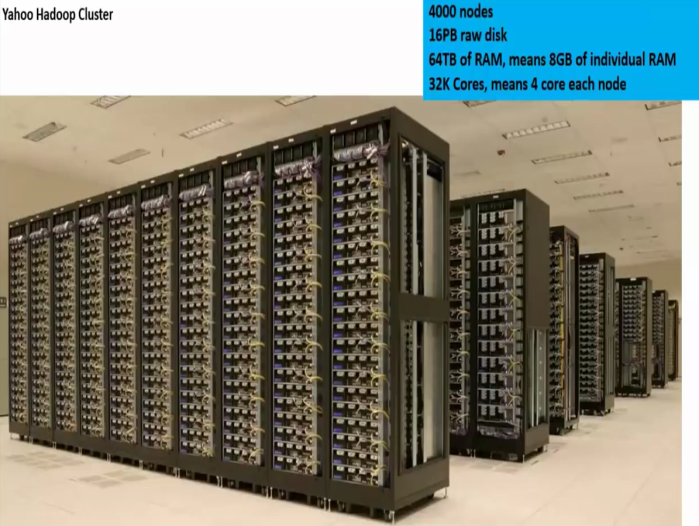 Yahoo Hadoop Cluster
4000 nodes
16PB raw disk
64TB of RAM, means 8GB of individual RAM
32K Cores, means 4 core each node